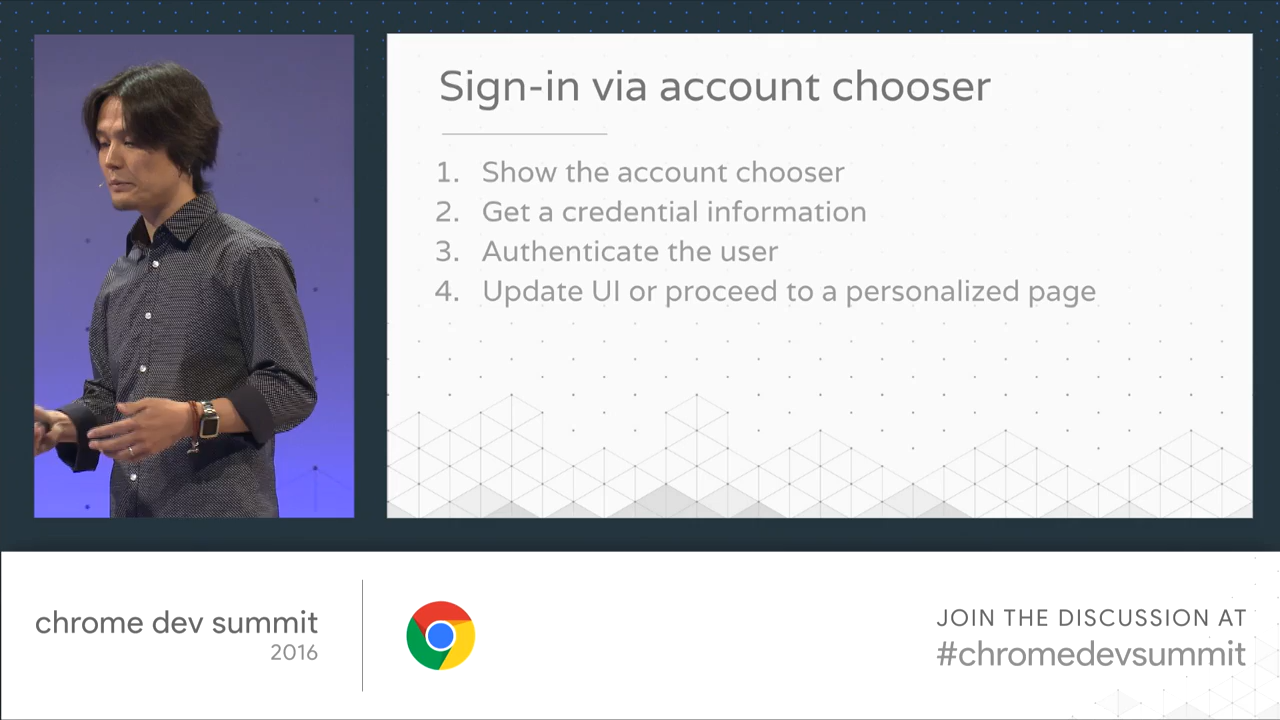 Sign-in via account chooser
1. Show the account chooser
2. Get a credential information
3. Authenticate the user
4. Update UI or proceed to a personalized page
chrome dev summit
2016
JOIN THE DISCUSSION AT
#chromedevsummit